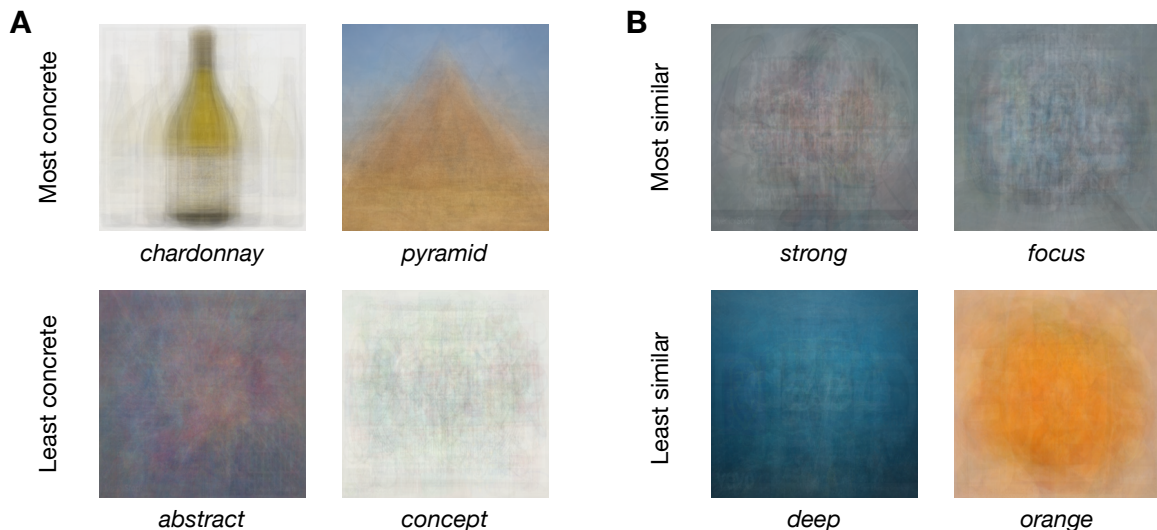 A
B
Most concrete
chardonnay
pyramid
Most similar
strong
focus
Least concrete
abstract
concept
Least similar
deep
orange